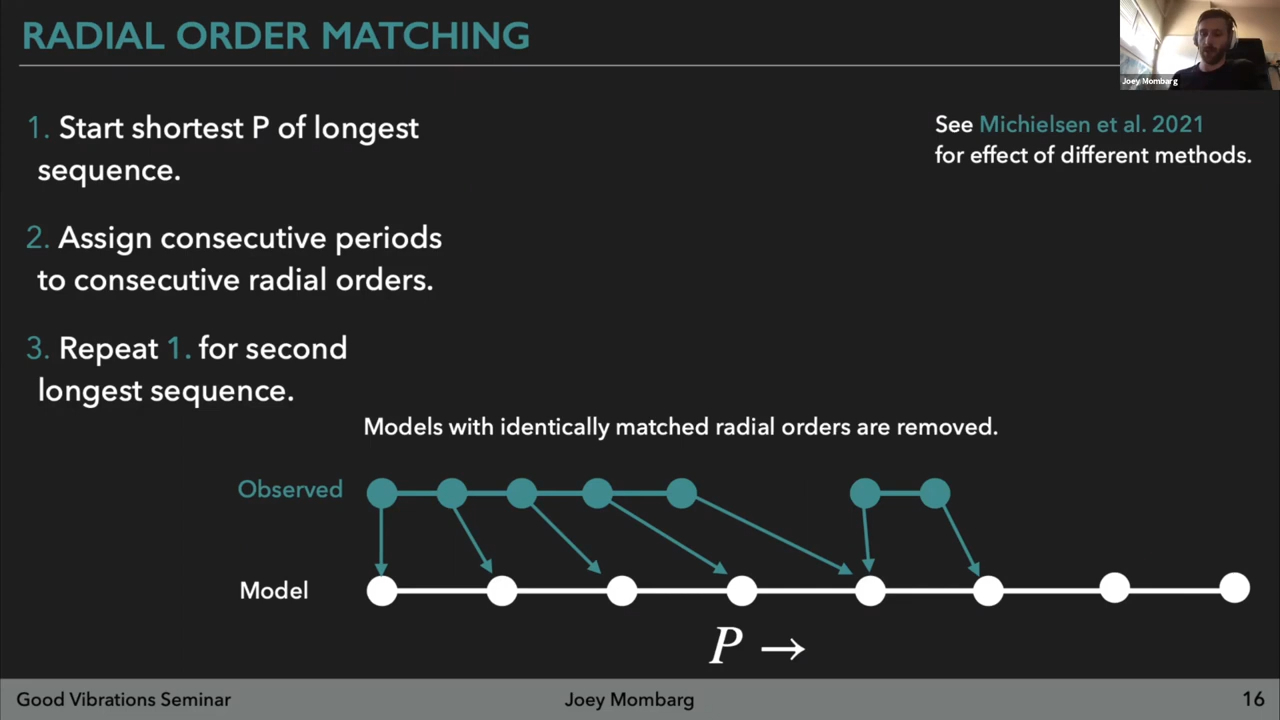 RADIAL ORDER MATCHING
Joey Mombarg
1. Start shortest P of longest
sequence.
See Michielsen et al. 2021
for effect of different methods.
2. Assign consecutive periods
to consecutive radial orders.
3. Repeat 1. for second
longest sequence.
Models with identically matched radial orders are removed.
Observed
Model
P →
Good Vibrations Seminar
Joey Mombarg
16